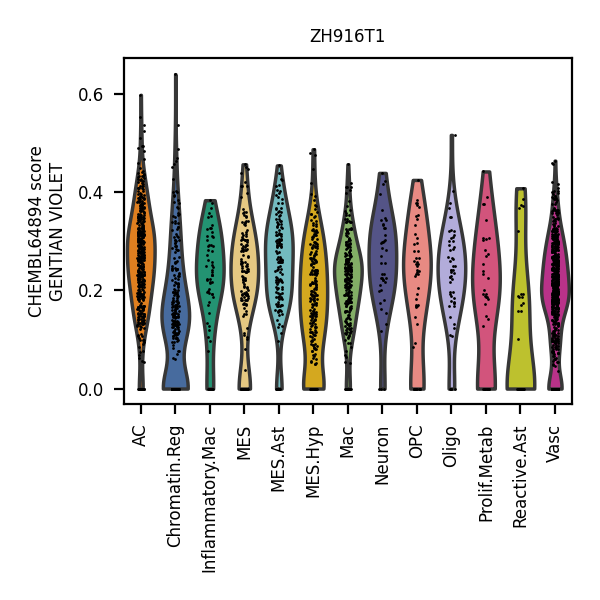 ZH916T1
CHEMBL64894 score
GENTIAN VIOLET
0.6
0.4
0.2
0.0
AC
Chromatin.Reg
Inflammatory.Mac
MES
MES.Ast
MES.Hyp
Mac
Neuron
OPC
Oligo
Prolif.Metab
Reactive.Ast
Vasc